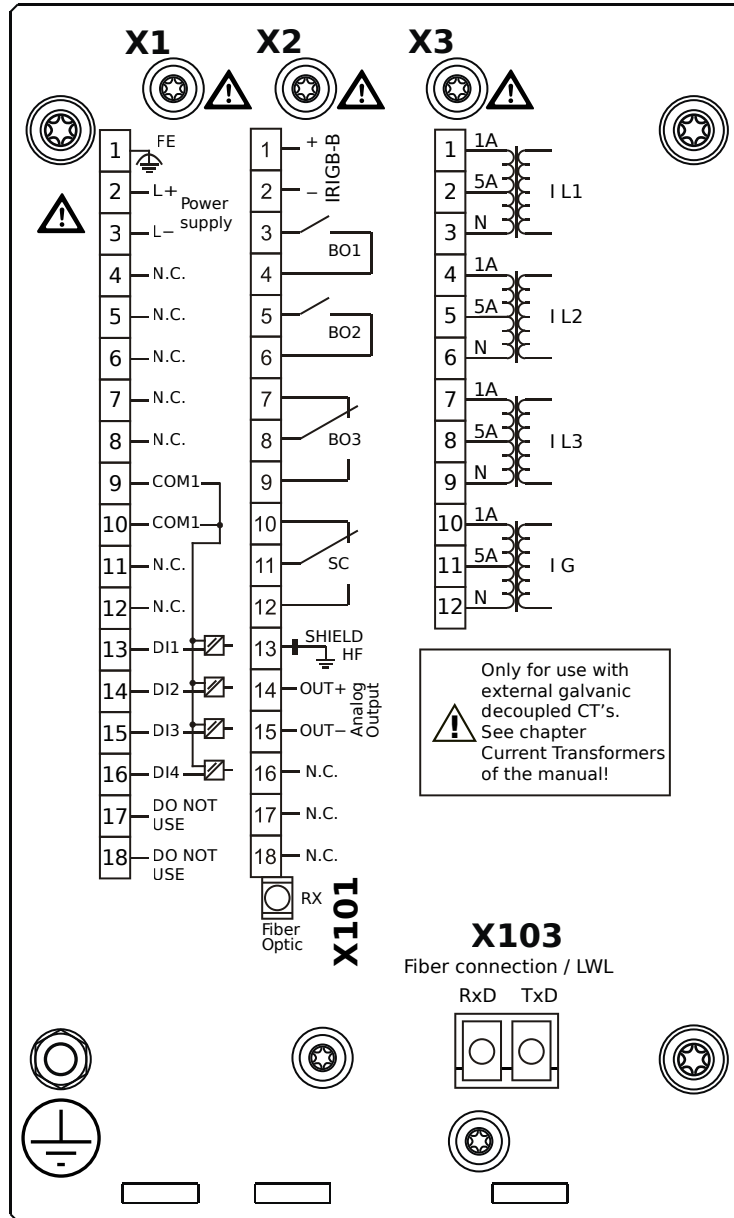 X1
X2
X3
1 FE
2 L+
3 L−
Power
supply
4 N.C.
5 N.C.
6 N.C.
7 N.C.
8 N.C.
9 COM1
10 COM1
11 N.C.
12 N.C.
13 DI1
14 DI2
15 DI3
16 DI4
17 DO NOT
USE
18 DO NOT
USE
1 +
2 −
IRIGB-B
3
4
BO1
5
6
BO2
7
8
9
BO3
10
11
12
SC
13 SHIELD
HF
14 OUT+
15 OUT−
Analog
Output
16 N.C.
17 N.C.
18 N.C.
RX
Fiber
Optic
X101
1 1A
2 5A
3 N
I L1
4 1A
5 5A
6 N
I L2
7 1A
8 5A
9 N
I L3
10 1A
11 5A
12 N
I G
!
Only for use with
external galvanic
decoupled CT's.
See chapter
Current Transformers
of the manual!
X103
Fiber connection / LWL
RxD TxD